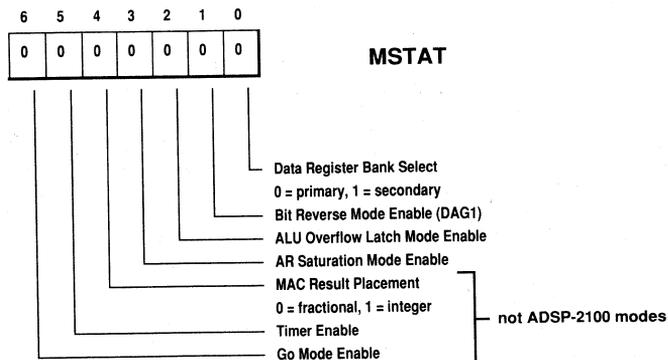 6 5 4 3 2 1 0
0 0 0 0 0 0 0
MSTAT
Data Register Bank Select
0 = primary, 1 = secondary
Bit Reverse Mode Enable (DAG1)
ALU Overflow Latch Mode Enable
AR Saturation Mode Enable
MAC Result Placement
0 = fractional, 1 = integer
not ADSP-2100 modes
Timer Enable
Go Mode Enable